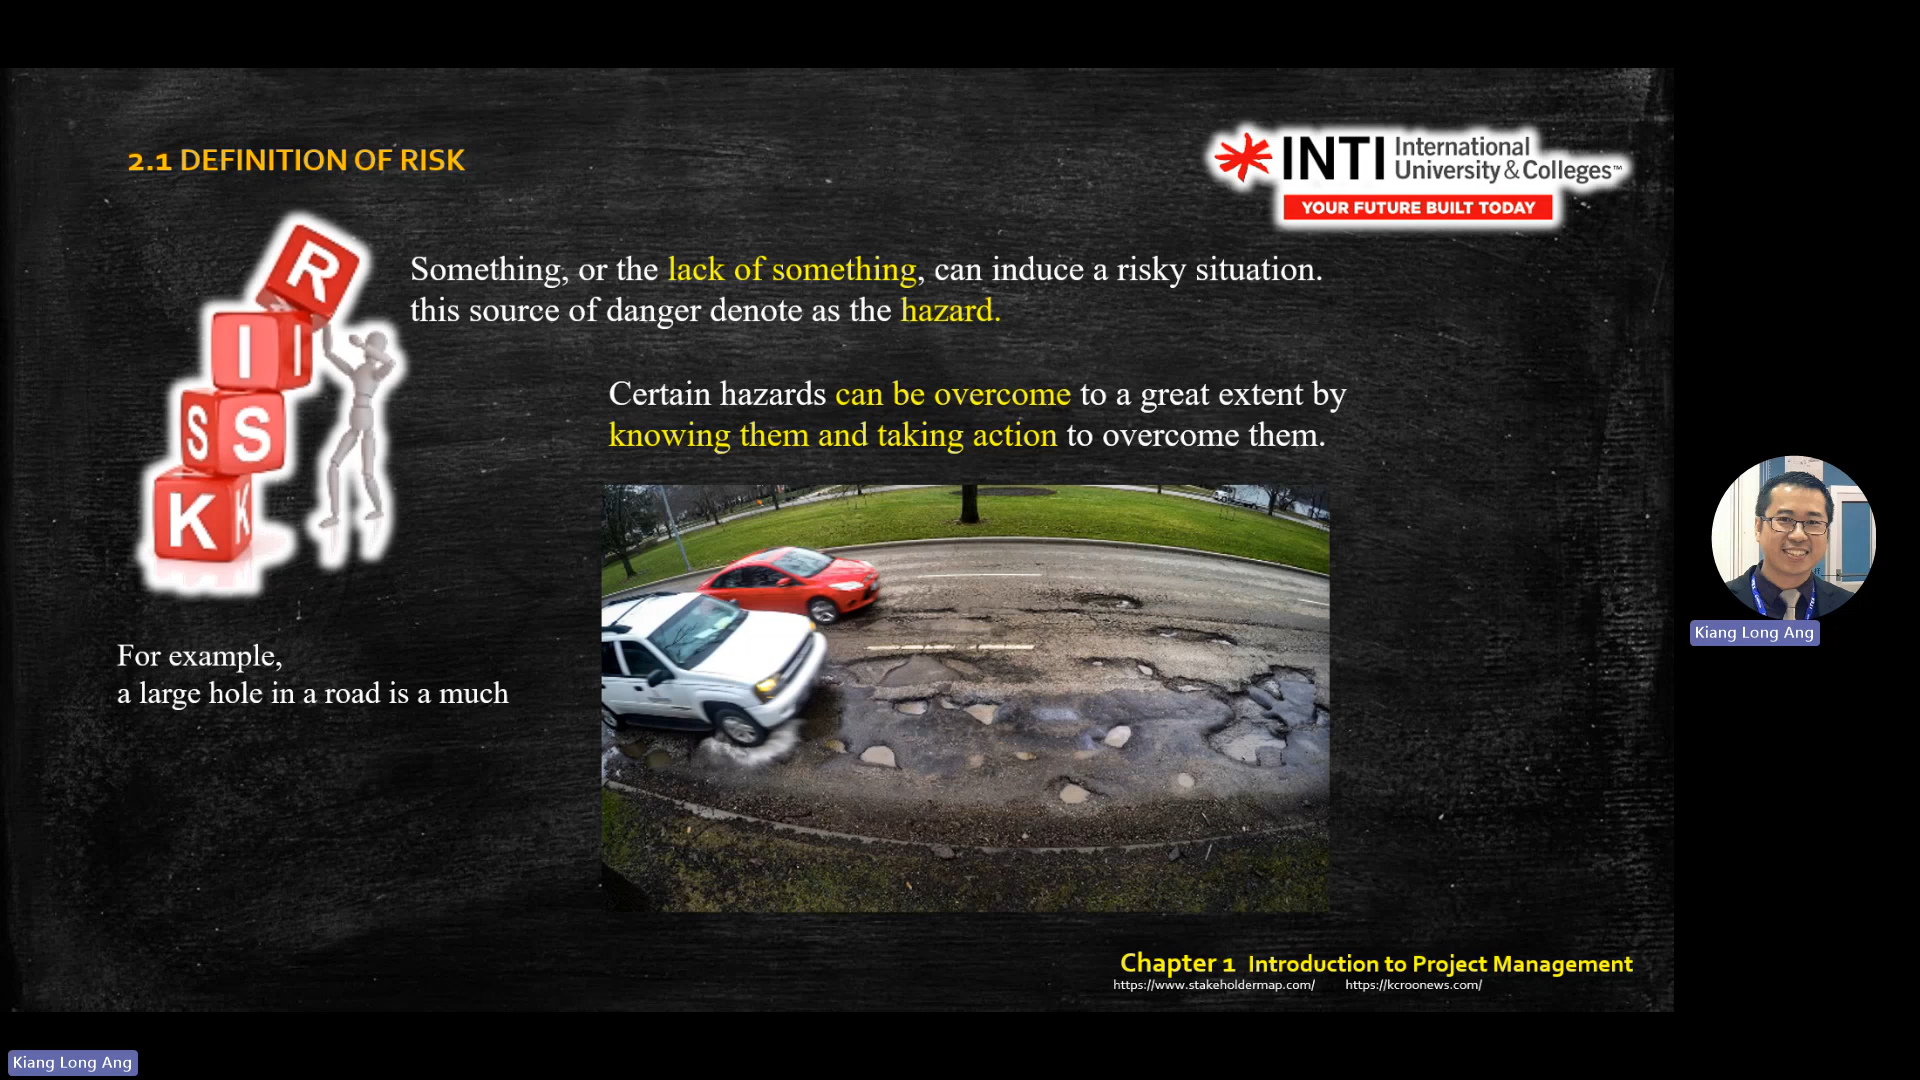 2.1 DEFINITION OF RISK
INTI International
University & Colleges™
YOUR FUTURE BUILT TODAY
R
I I
S S
K K
Something, or the lack of something, can induce a risky situation.
this source of danger denote as the hazard.
Certain hazards can be overcome to a great extent by
knowing them and taking action to overcome them.
For example,
a large hole in a road is a much
Kiang Long Ang
Chapter 1 Introduction to Project Management
https://www.stakeholdermap.com/ https://kcroonews.com/
Kiang Long Ang